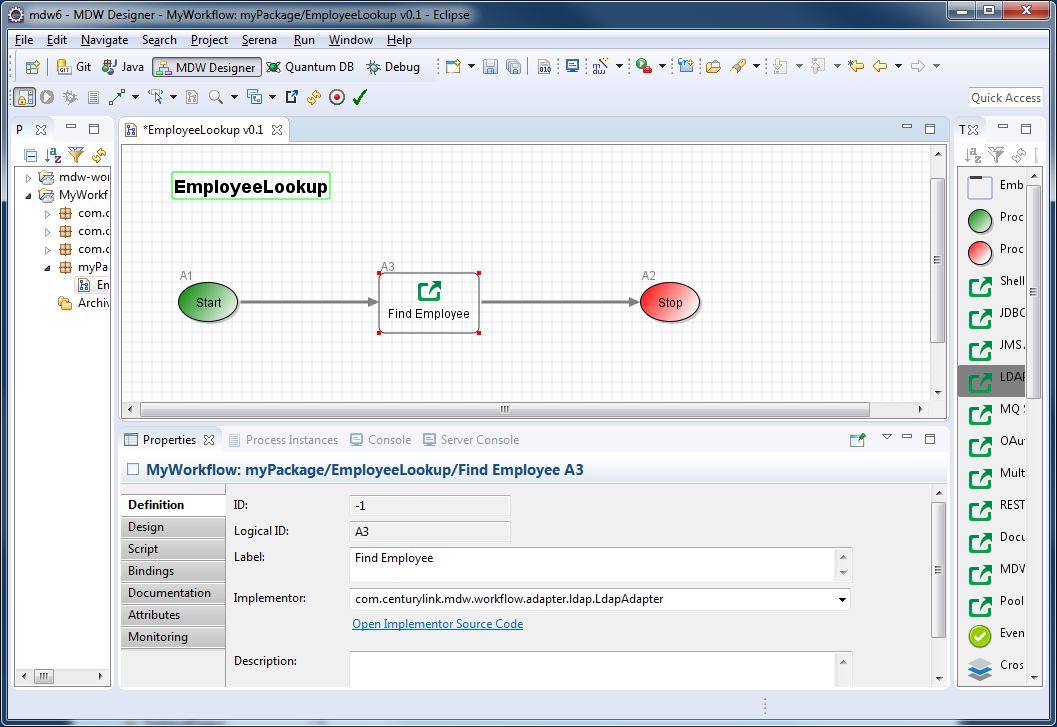 mdw6 - MDW Designer - MyWorkflow: myPackage/EmployeeLookup v0.1 - Eclipse
File Edit Navigate Search Project Serena Run Window Help
Git Java MDW Designer Quantum DB Debug
Quick Access
P
*EmployeeLookup v0.1
T
mdw-wor
MyWorkf
com.c
com.c
com.c
myPa
En
Archiv
EmployeeLookup
A1
A3
A2
Start
Find Employee
Stop
Emb
Proc
Proc
Shell
JDBC
JMS
LDAP
MQ S
OAu
Mult
REST
Docu
MDW
Pool
Even
Cros
Properties Process Instances Console Server Console
MyWorkflow: myPackage/EmployeeLookup/Find Employee A3
Definition
Design
Script
Bindings
Documentation
Attributes
Monitoring
ID: -1
Logical ID: A3
Label: Find Employee
Implementor: com.centurylink.mdw.workflow.adapter.ldap.LdapAdapter
Open Implementor Source Code
Description: